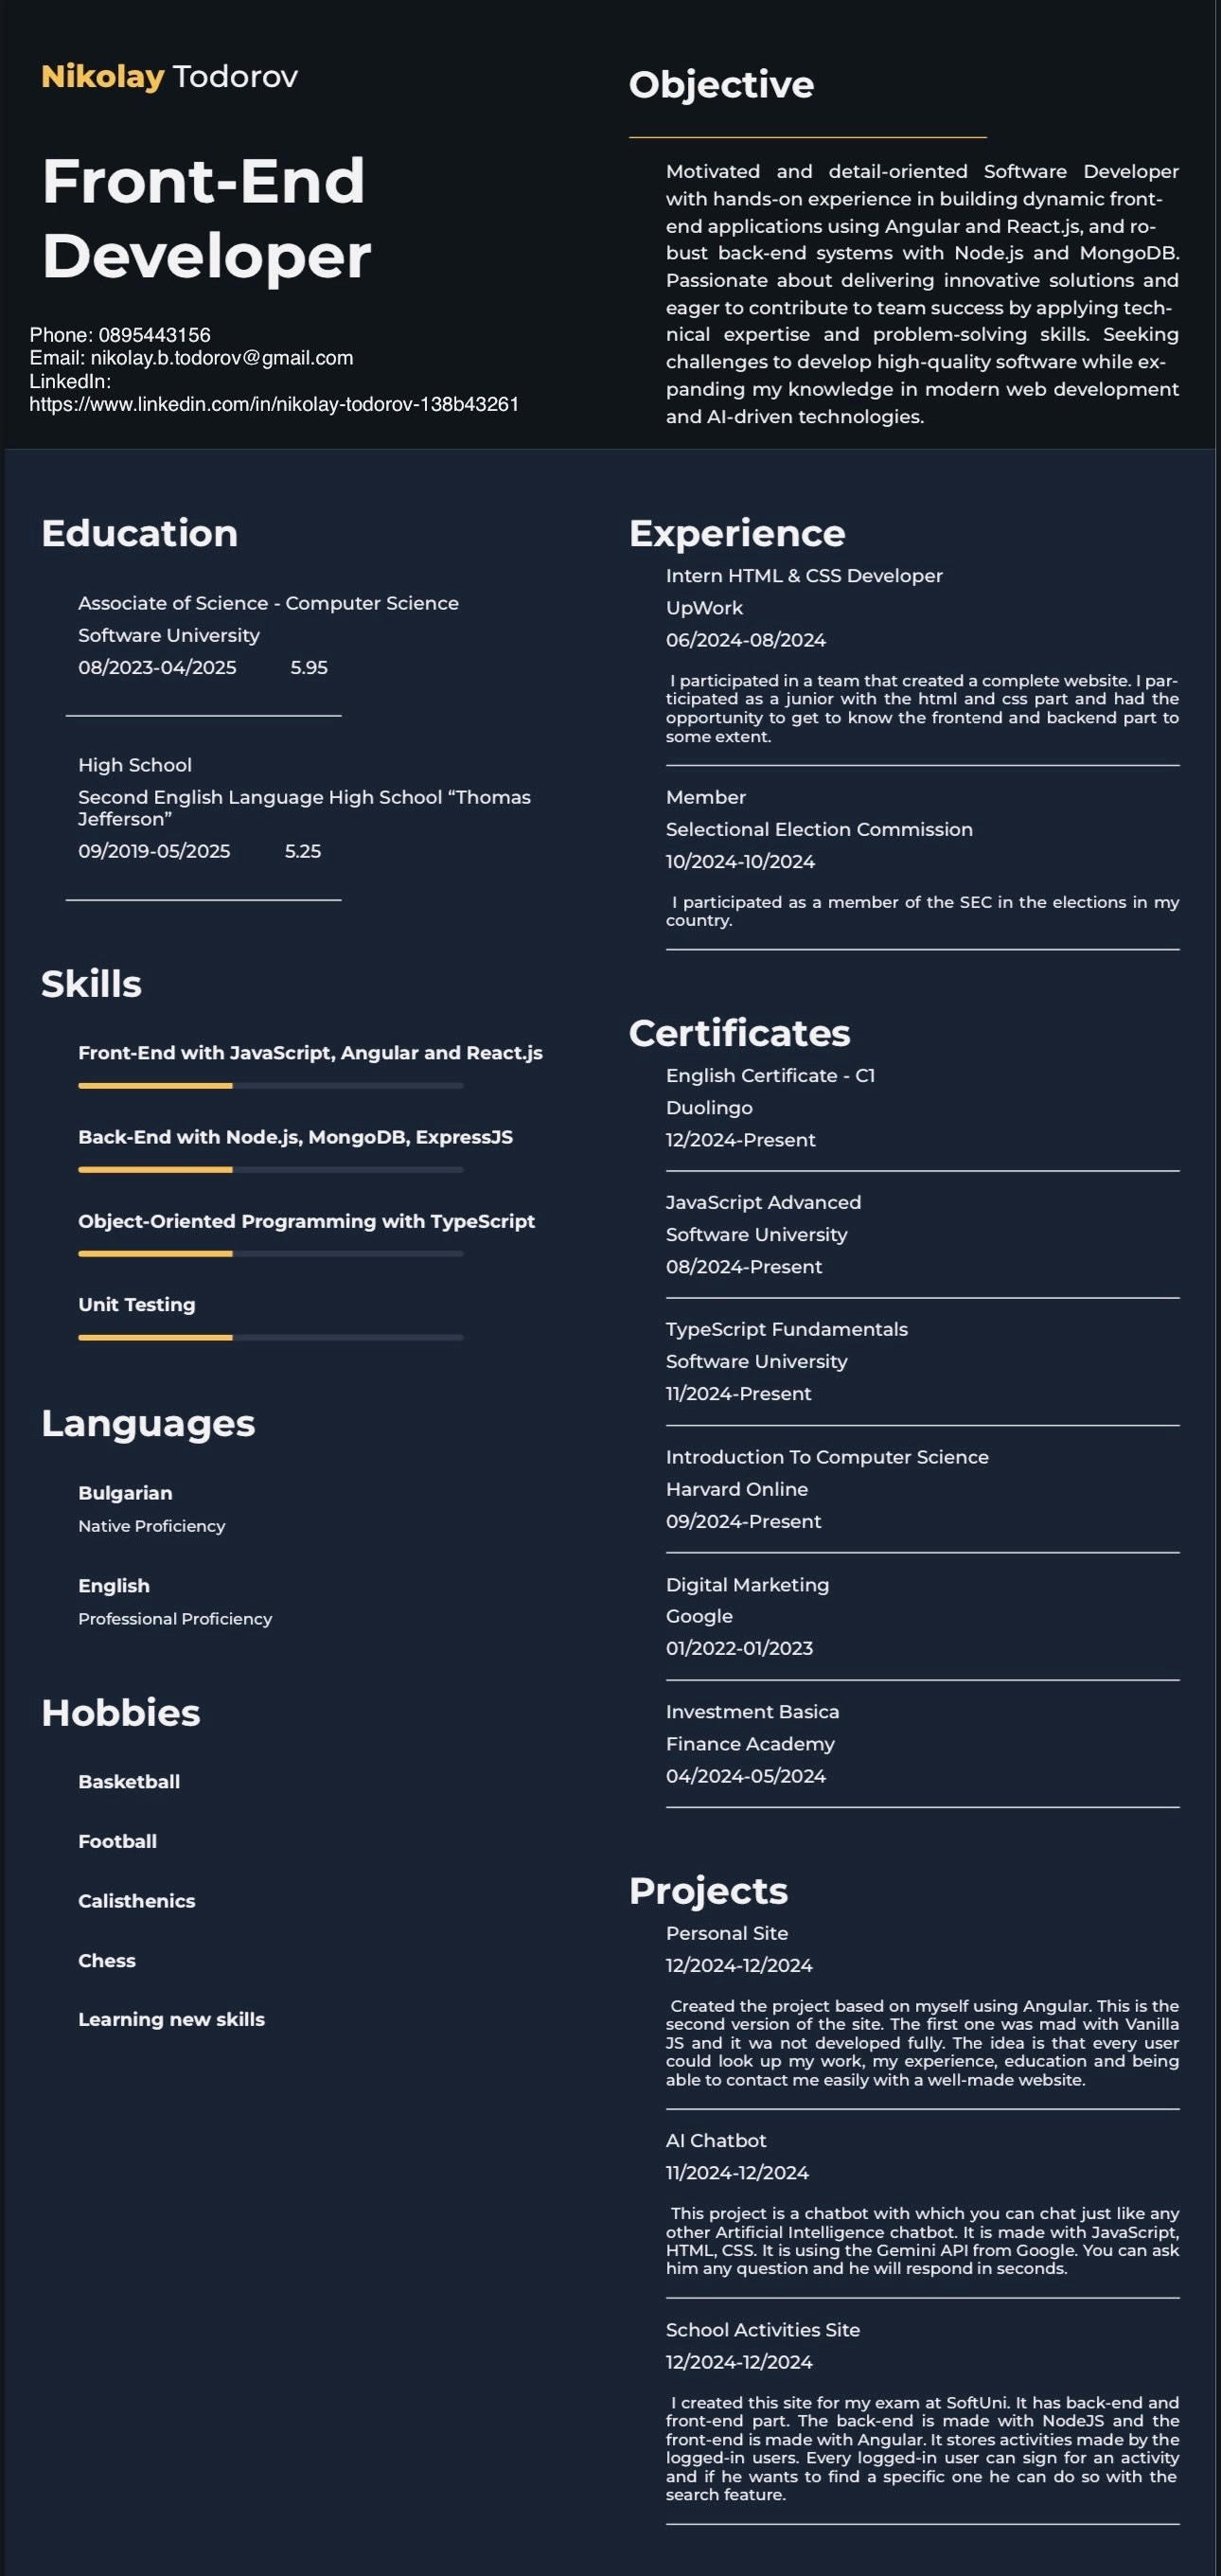 Nikolay Todorov
Front-End
Developer
Phone: 0895443156
Email: nikolay.b.todorov@gmail.com
LinkedIn:
https://www.linkedin.com/in/nikolay-todorov-138b43261
Objective
Motivated and detail-oriented Software Developer
with hands-on experience in building dynamic front-
end applications using Angular and React.js, and ro-
bust back-end systems with Node.js and MongoDB.
Passionate about delivering innovative solutions and
eager to contribute to team success by applying tech-
nical expertise and problem-solving skills. Seeking
challenges to develop high-quality software while ex-
panding my knowledge in modern web development
and AI-driven technologies.
Education
Associate of Science - Computer Science
Software University
08/2023-04/2025 5.95
High School
Second English Language High School “Thomas
Jefferson”
09/2019-05/2025 5.25
Skills
Front-End with JavaScript, Angular and React.js
Back-End with Node.js, MongoDB, ExpressJS
Object-Oriented Programming with TypeScript
Unit Testing
Languages
Bulgarian
Native Proficiency
English
Professional Proficiency
Hobbies
Basketball
Football
Calisthenics
Chess
Learning new skills
Experience
Intern HTML & CSS Developer
UpWork
06/2024-08/2024
I participated in a team that created a complete website. I par-
ticipated as a junior with the html and css part and had the
opportunity to get to know the frontend and backend part to
some extent.
Member
Selectional Election Commission
10/2024-10/2024
I participated as a member of the SEC in the elections in my
country.
Certificates
English Certificate - C1
Duolingo
12/2024-Present
JavaScript Advanced
Software University
08/2024-Present
TypeScript Fundamentals
Software University
11/2024-Present
Introduction To Computer Science
Harvard Online
09/2024-Present
Digital Marketing
Google
01/2022-01/2023
Investment Basica
Finance Academy
04/2024-05/2024
Projects
Personal Site
12/2024-12/2024
Created the project based on myself using Angular. This is the
second version of the site. The first one was mad with Vanilla
JS and it wa not developed fully. The idea is that every user
could look up my work, my experience, education and being
able to contact me easily with a well-made website.
AI Chatbot
11/2024-12/2024
This project is a chatbot with which you can chat just like any
other Artificial Intelligence chatbot. It is made with JavaScript,
HTML, CSS. It is using the Gemini API from Google. You can ask
him any question and he will respond in seconds.
School Activities Site
12/2024-12/2024
I created this site for my exam at SoftUni. It has back-end and
front-end part. The back-end is made with NodeJS and the
front-end is made with Angular. It stores activities made by the
logged-in users. Every logged-in user can sign for an activity
and if he wants to find a specific one he can do so with the
search feature.